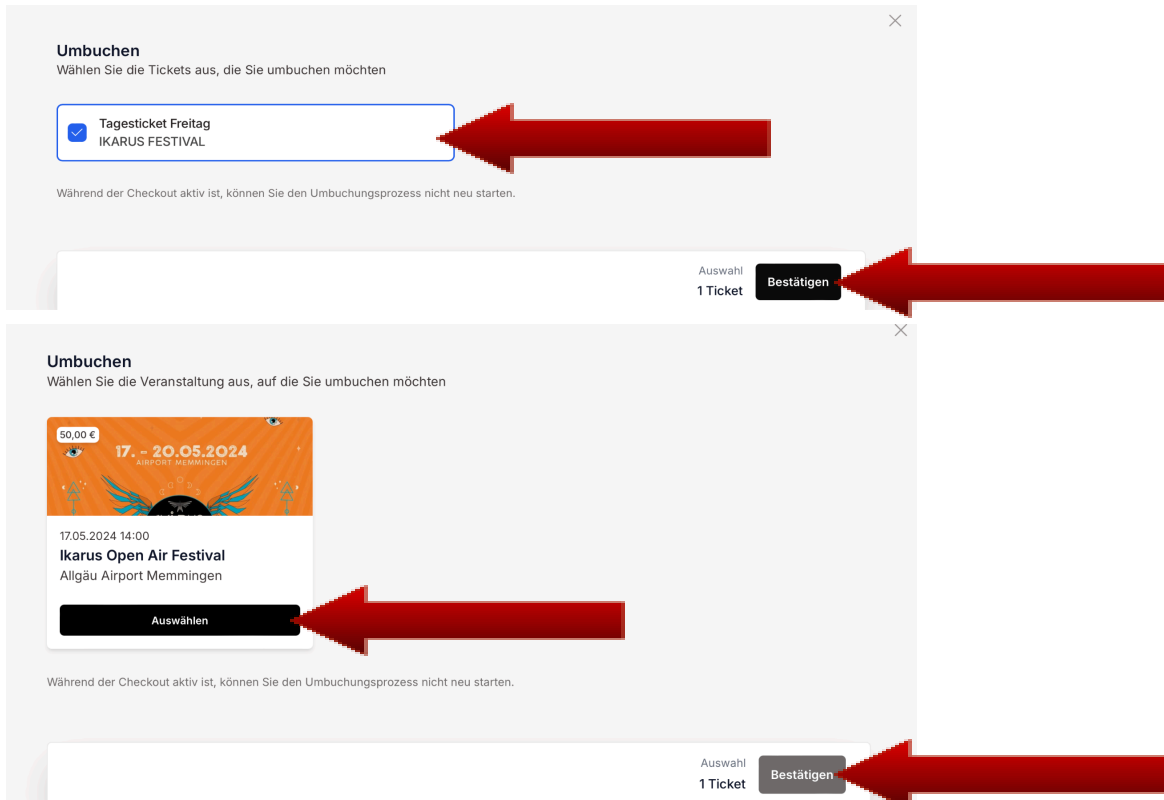 Umbuchen
Wählen Sie die Tickets aus, die Sie umbuchen möchten
Tagesticket Freitag
IKARUS FESTIVAL
Während der Checkout aktiv ist, können Sie den Umbuchungsprozess nicht neu starten.
Auswahl
1 Ticket
Bestätigen
Umbuchen
Wählen Sie die Veranstaltung aus, auf die Sie umbuchen möchten
50,00 €
17. - 20.05.2024
AIRPORT MEMMINGEN
17.05.2024 14:00
Ikarus Open Air Festival
Allgäu Airport Memmingen
Auswählen
Während der Checkout aktiv ist, können Sie den Umbuchungsprozess nicht neu starten.
Auswahl
1 Ticket
Bestätigen